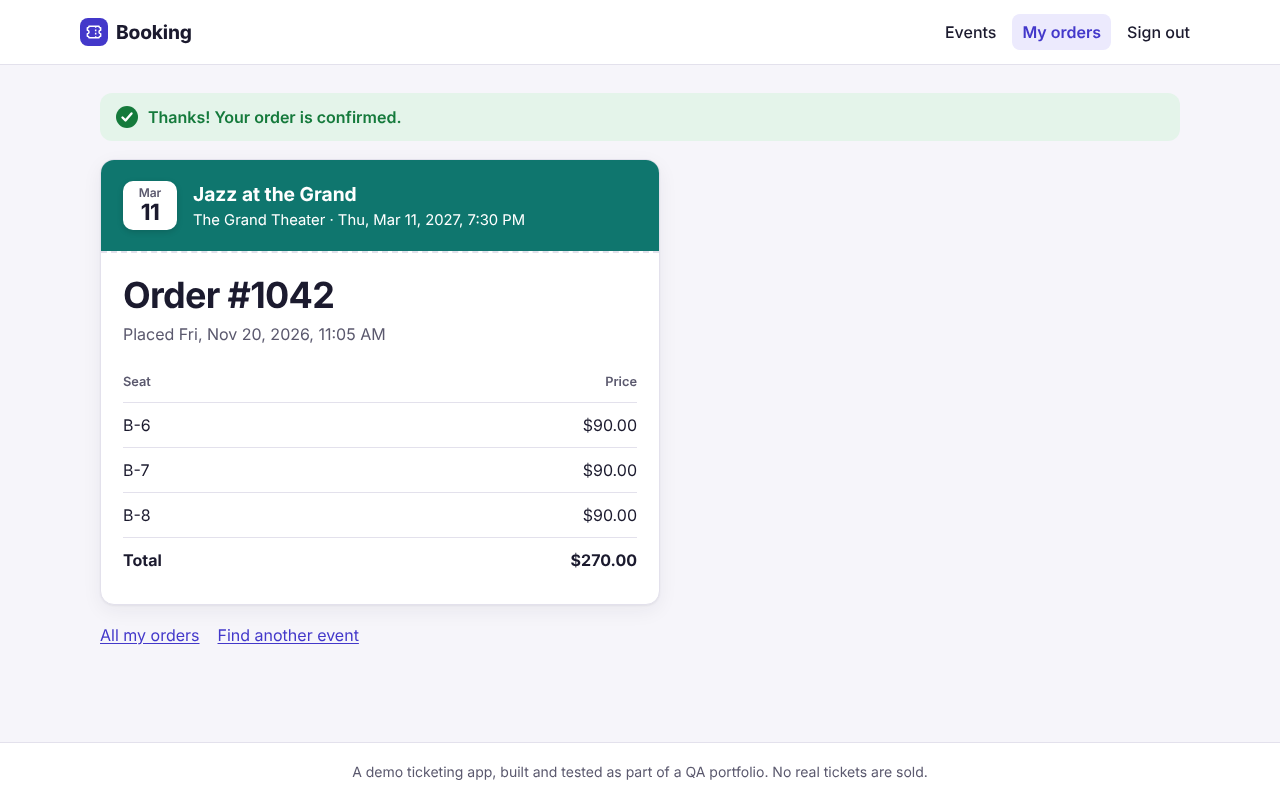 Booking
Events My orders Sign out
Thanks! Your order is confirmed.
Mar
11
Jazz at the Grand
The Grand Theater · Thu, Mar 11, 2027, 7:30 PM
Order #1042
Placed Fri, Nov 20, 2026, 11:05 AM
Seat Price
B-6 $90.00
B-7 $90.00
B-8 $90.00
Total $270.00
All my orders Find another event
A demo ticketing app, built and tested as part of a QA portfolio. No real tickets are sold.